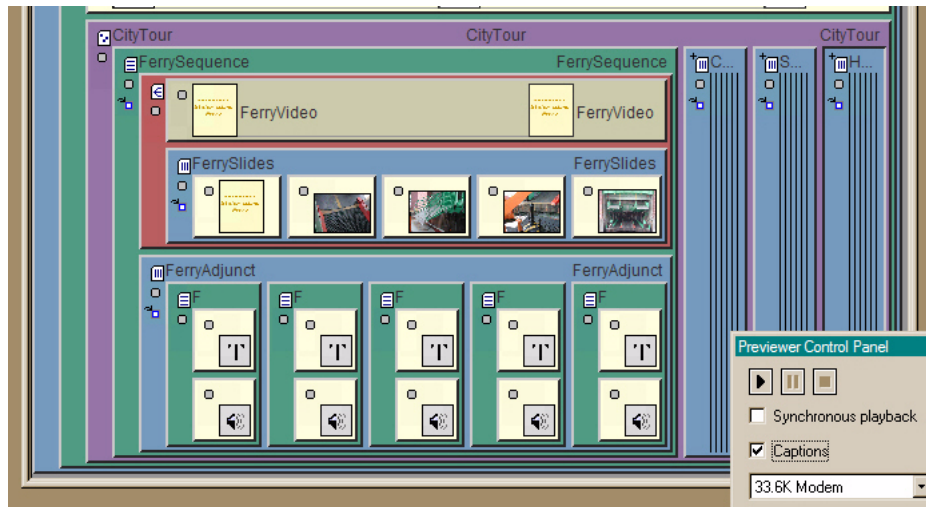 CityTour CityTour CityTour
FerrySequence FerrySequence C... S... H...
FerryVideo FerryVideo
FerrySlides FerrySlides
FerryAdjunct FerryAdjunct
F F F F F
T T T T T
Previewer Control Panel
Synchronous playback
Captions
33.6K Modem